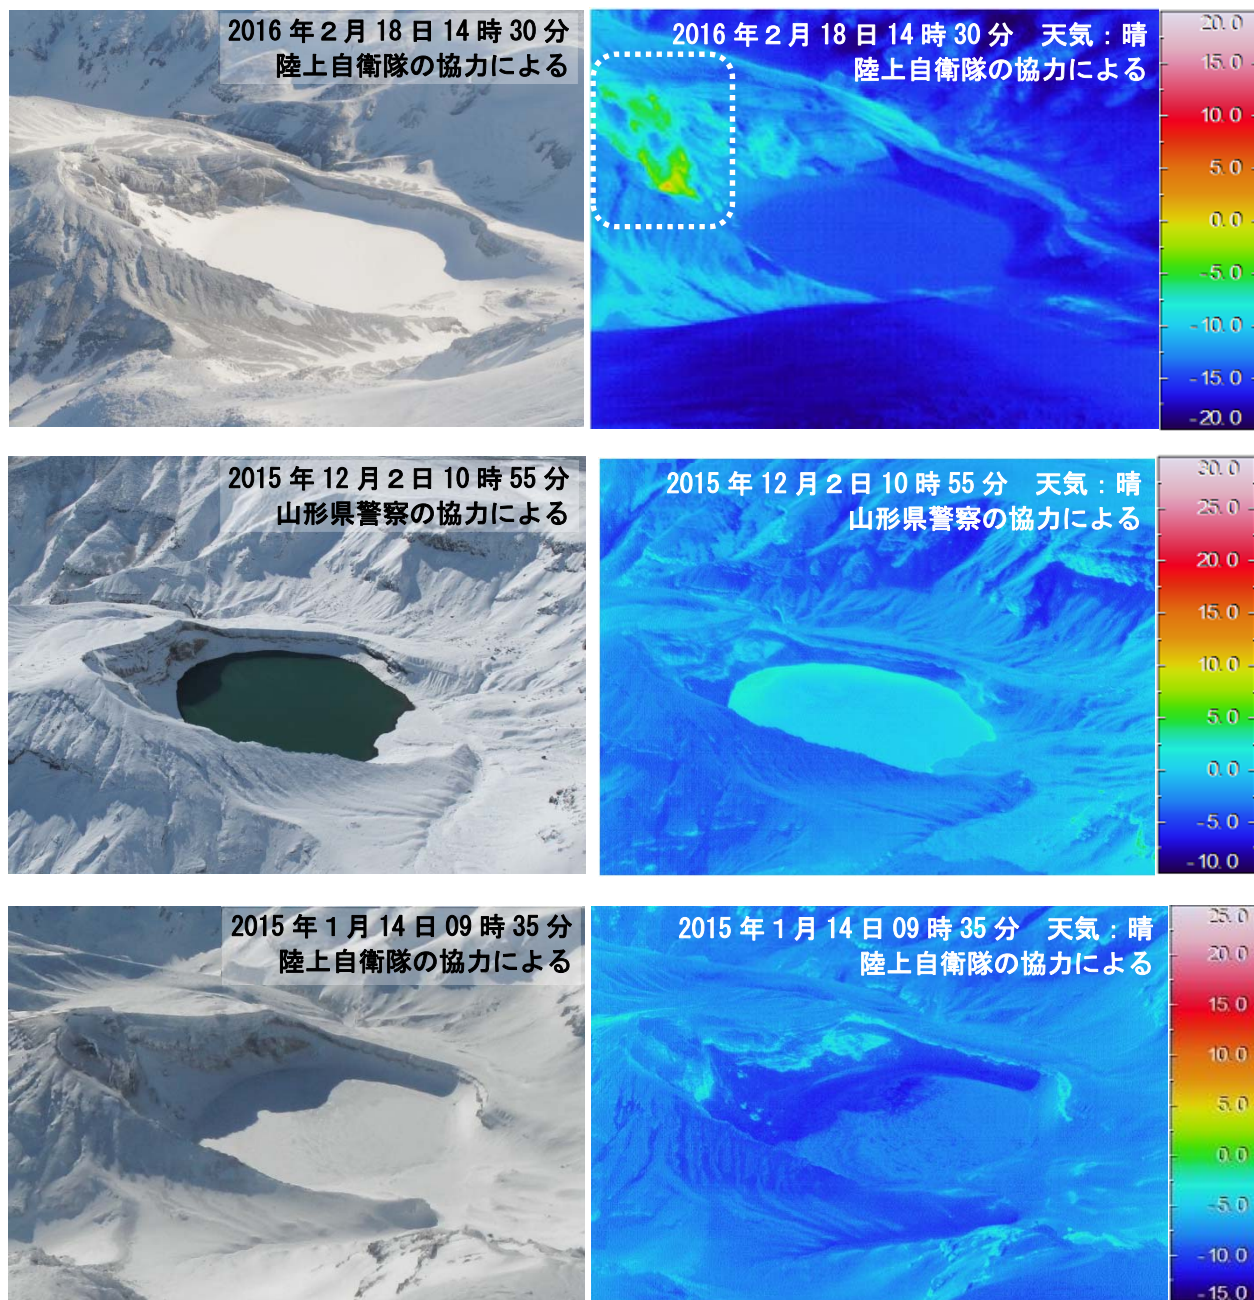 2016年2月18日14時30分
陸上自衛隊の協力による
2016年2月18日14時30分 天気：晴
陸上自衛隊の協力による
20.0
15.0
10.0
5.0
0.0
-5.0
-10.0
-15.0
-20.0
2015年12月2日10時55分
山形県警察の協力による
2015年12月2日10時55分 天気：晴
山形県警察の協力による
30.0
25.0
20.0
15.0
10.0
5.0
0.0
-5.0
-10.0
2015年1月14日09時35分
陸上自衛隊の協力による
2015年1月14日09時35分 天気：晴
陸上自衛隊の協力による
25.0
20.0
15.0
10.0
5.0
0.0
-5.0
-10.0
-15.0